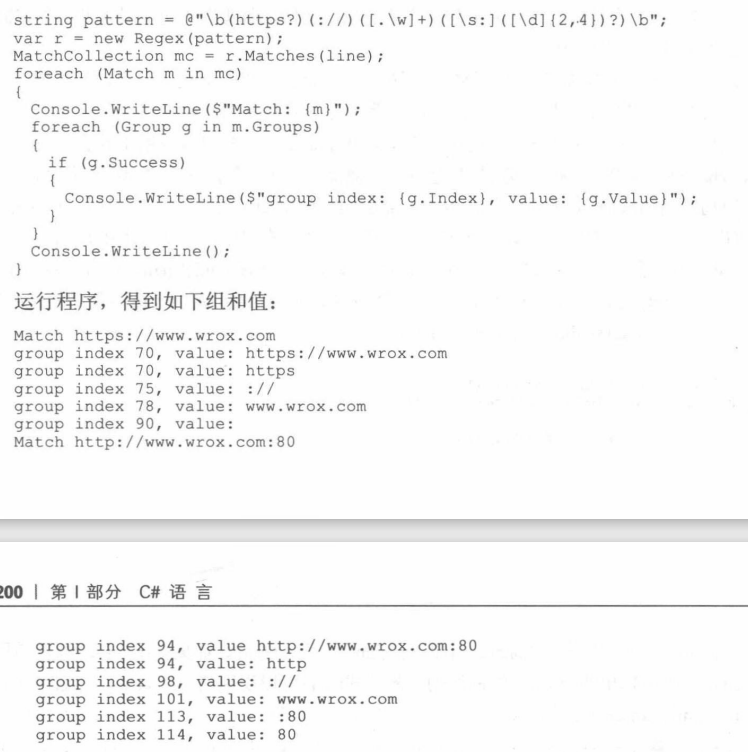 string pattern = @"\b(https?)(://)([.\w]+)([\s:]([\d]{2,4})?)\b";
var r = new Regex(pattern);
MatchCollection mc = r.Matches(line);
foreach (Match m in mc)
{
Console.WriteLine($"Match: {m}");
foreach (Group g in m.Groups)
{
if (g.Success)
{
Console.WriteLine($"group index: {g.Index}, value: {g.Value}");
}
}
Console.WriteLine();
}
运行程序，得到如下组和值：
Match https://www.wrox.com
group index 70, value: https://www.wrox.com
group index 70, value: https
group index 75, value: ://
group index 78, value: www.wrox.com
group index 90, value:
Match http://www.wrox.com:80
200 | 第 I 部分 C# 语 言
group index 94, value http://www.wrox.com:80
group index 94, value: http
group index 98, value: ://
group index 101, value: www.wrox.com
group index 113, value: :80
group index 114, value: 80